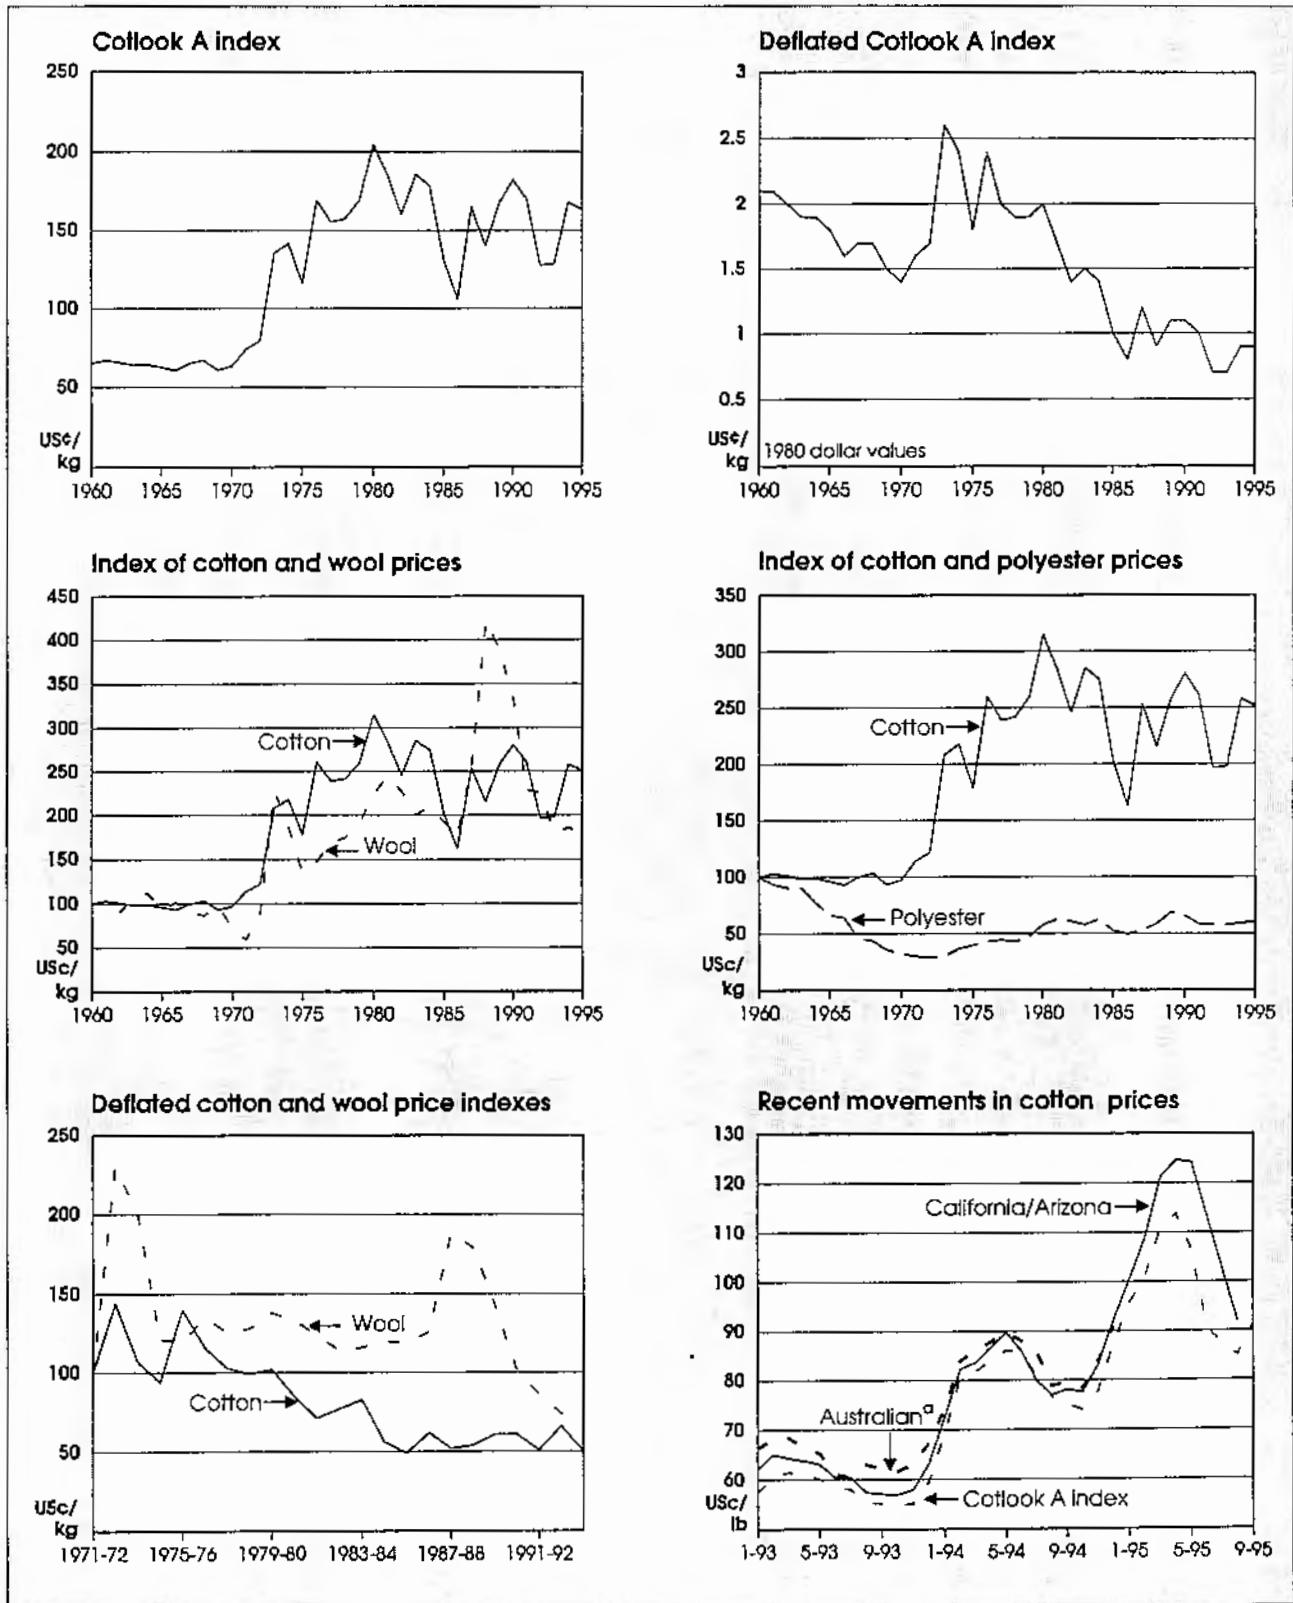 Cotlook A index
250
200
150
100
50
US¢/
kg
1960 1965 1970 1975 1980 1985 1990 1995
Deflated Cotlook A index
3
2.5
2
1.5
1
0.5
US¢/
kg
1980 dollar values
1960 1965 1970 1975 1980 1985 1990 1995
Index of cotton and wool prices
450
400
350
300
250
200
150
100
50
USc/
kg
Cotton
Wool
1960 1965 1970 1975 1980 1985 1990 1995
Index of cotton and polyester prices
350
300
250
200
150
100
50
USc/
kg
Cotton
Polyester
1960 1965 1970 1975 1980 1985 1990 1995
Deflated cotton and wool price indexes
250
200
150
100
50
USc/
kg
Wool
Cotton
1971-72 1975-76 1979-80 1983-84 1987-88 1991-92
Recent movements in cotton prices
130
120
110
100
90
80
70
60
USc/
lb
California/Arizona
Australian^a
Cotlook A index
1-93 5-93 9-93 1-94 5-94 9-94 1-95 5-95 9-95